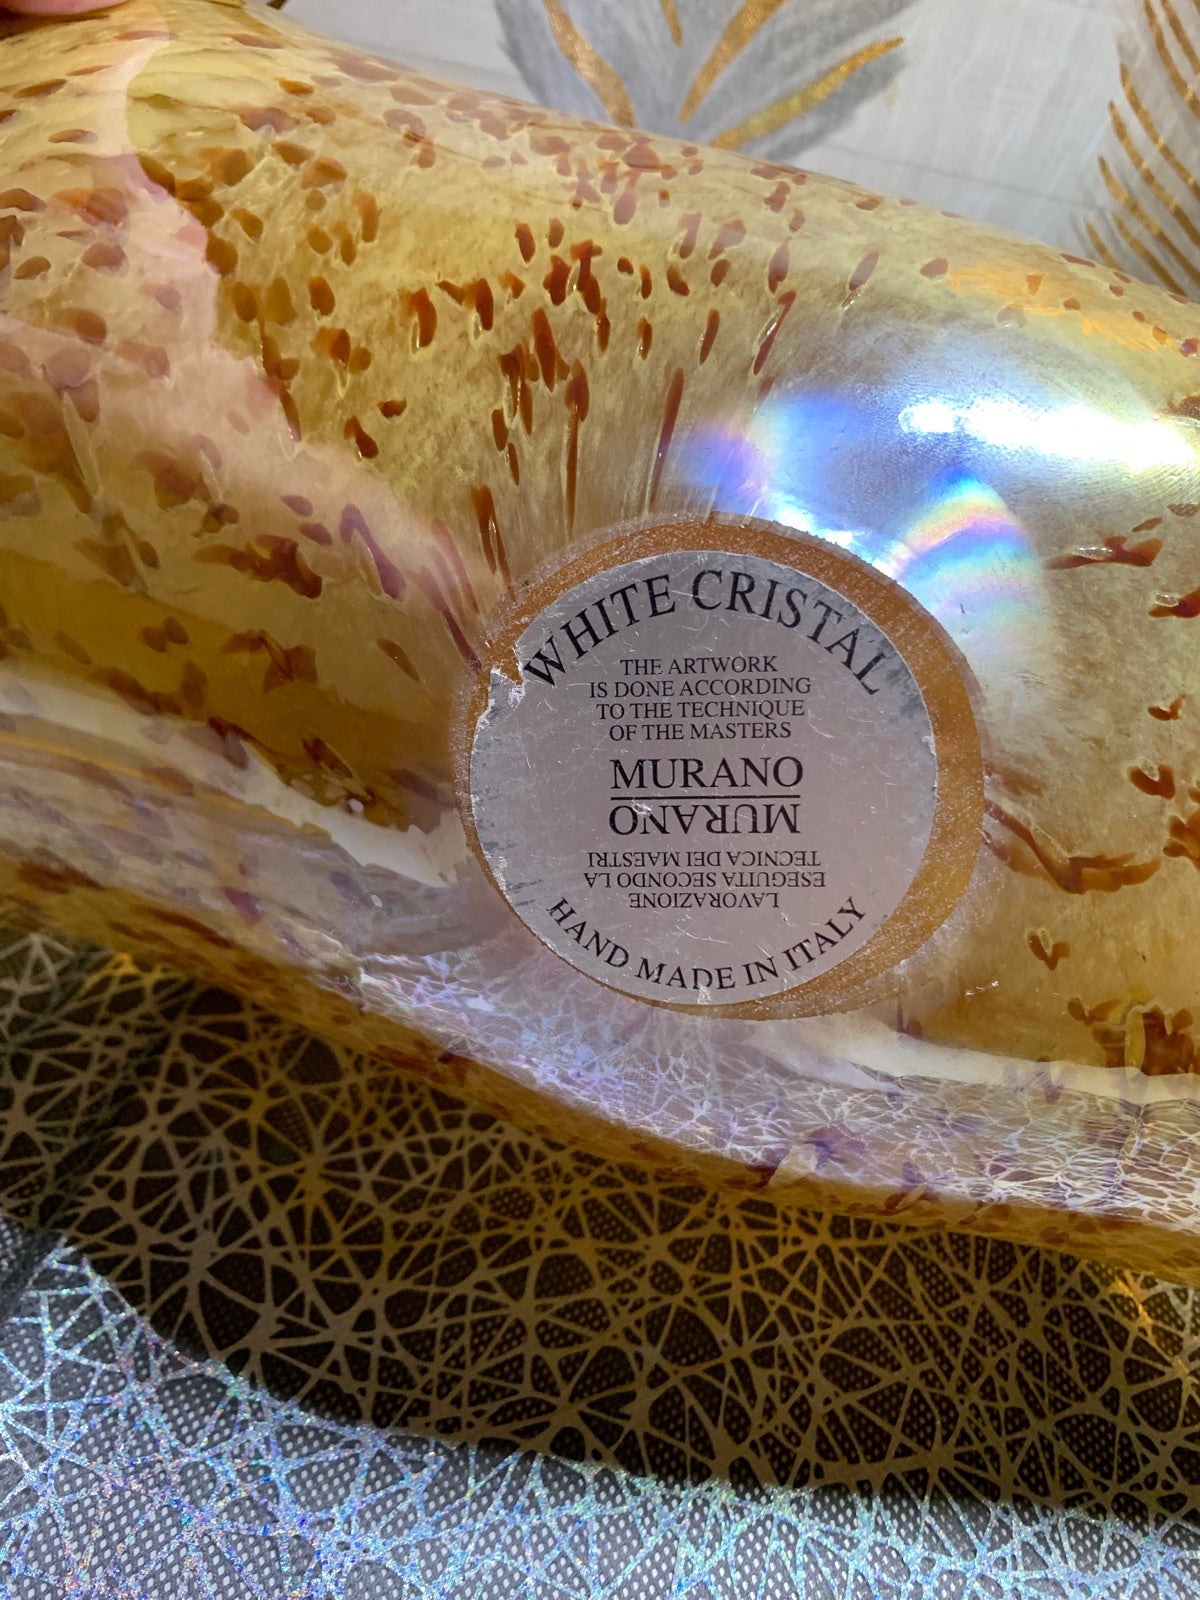 WHITE CRISTAL
THE ARTWORK
IS DONE ACCORDING
TO THE TECHNIQUE
OF THE MASTERS
MURANO
MURANO
LAVORAZIONE
ESEGUITA SECONDO LA
TECNICA DEI MAESTRI
HAND MADE IN ITALY